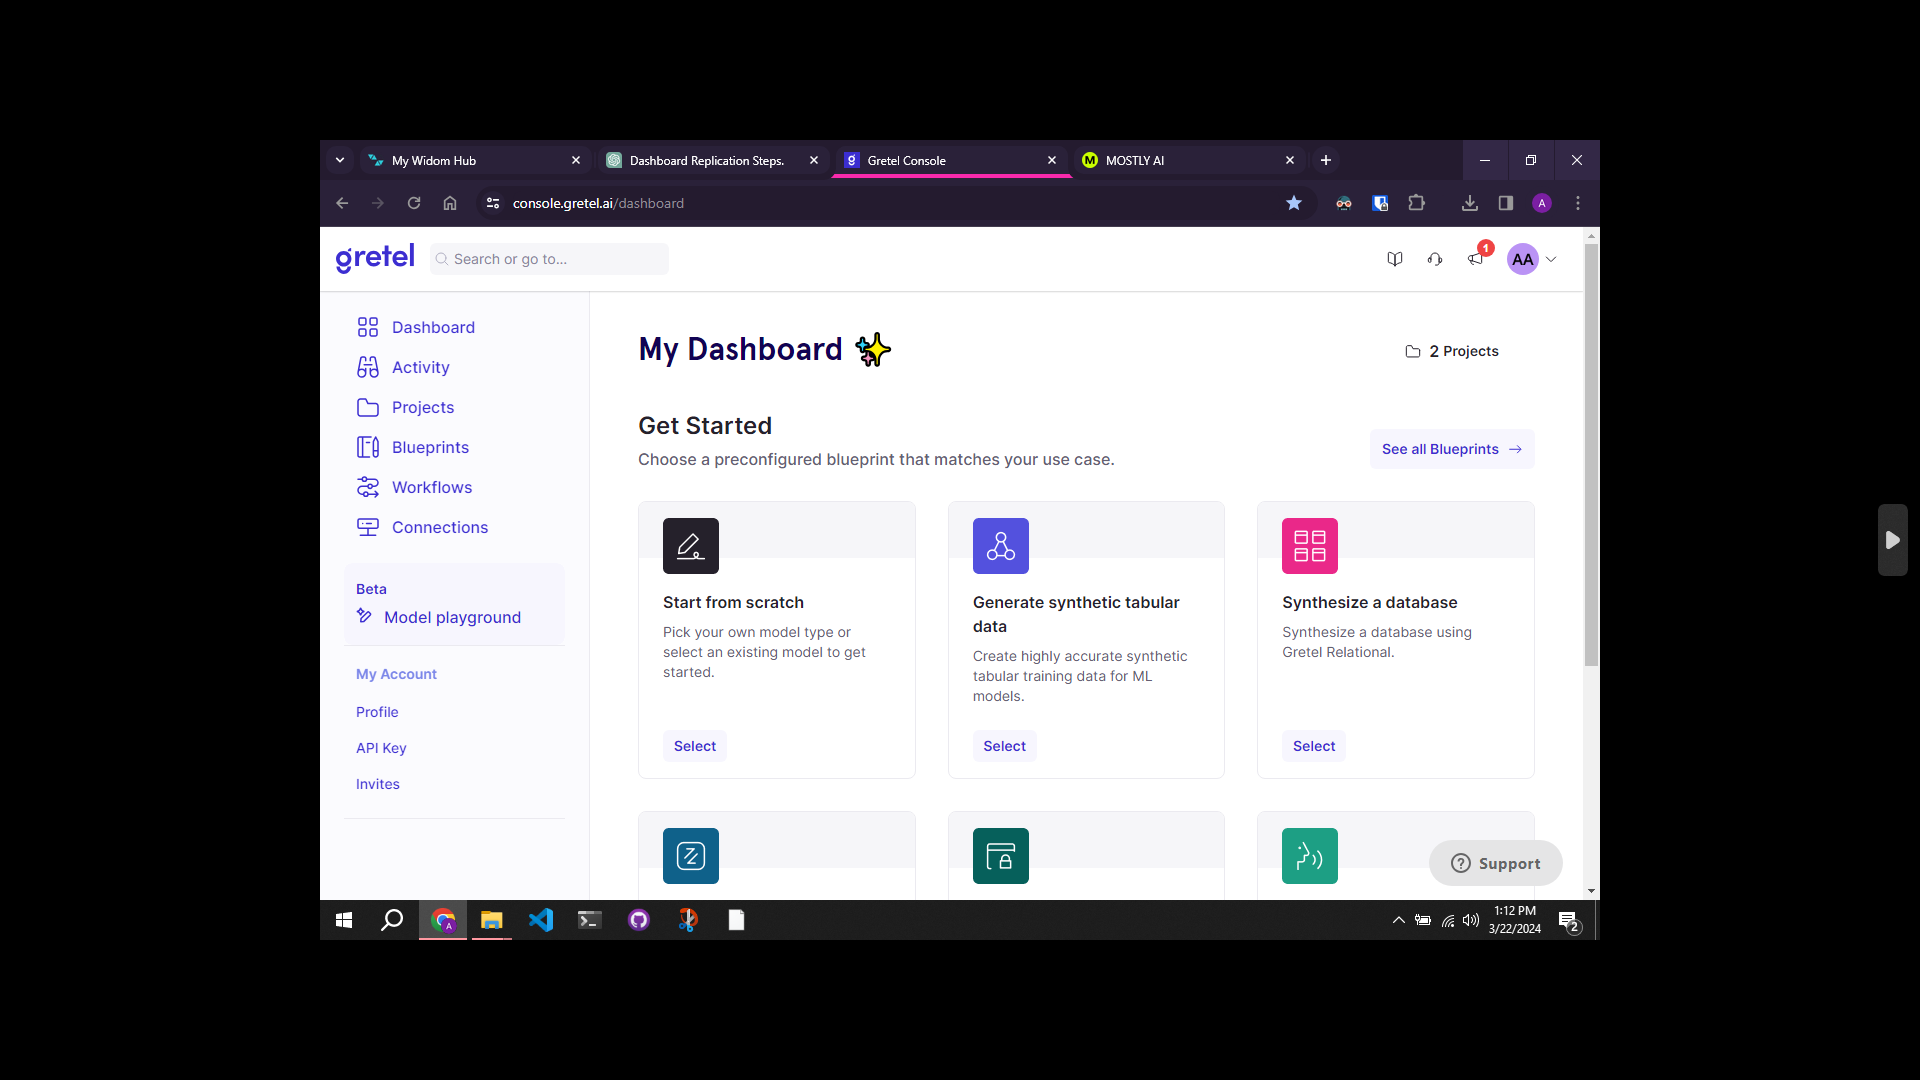 My Widom Hub
Dashboard Replication Steps.
Gretel Console
MOSTLY AI
console.gretel.ai/dashboard
A
gretel
Search or go to...
1
AA
Dashboard
Activity
Projects
Blueprints
Workflows
Connections
Beta
Model playground
My Account
Profile
API Key
Invites
My Dashboard
2 Projects
Get Started
Choose a preconfigured blueprint that matches your use case.
See all Blueprints
Start from scratch
Pick your own model type or
select an existing model to get
started.
Select
Generate synthetic tabular
data
Create highly accurate synthetic
tabular training data for ML
models.
Select
Synthesize a database
Synthesize a database using
Gretel Relational.
Select
Support
A
1:12 PM
3/22/2024
2